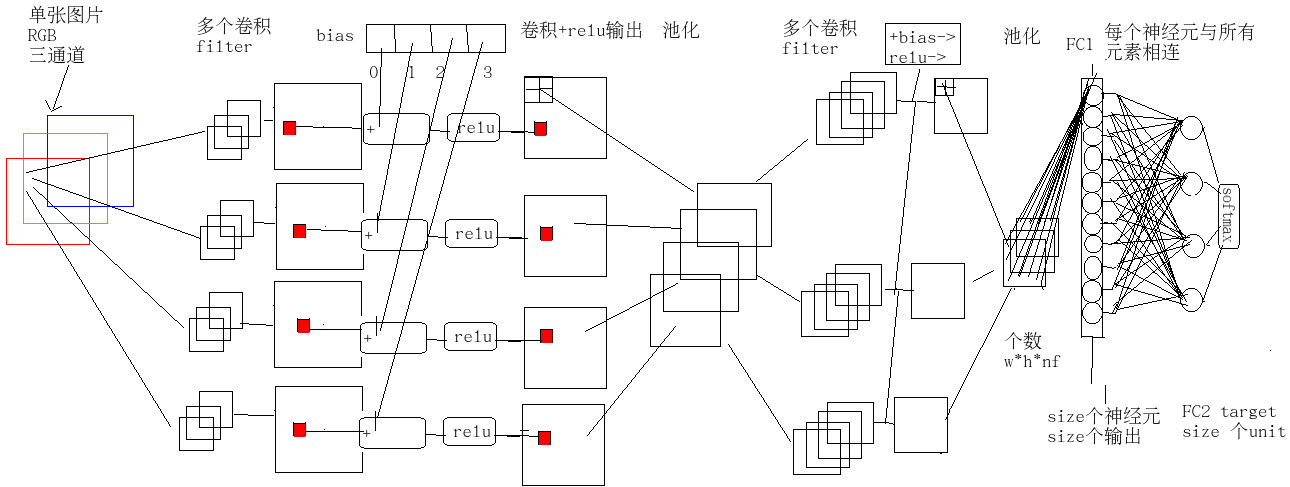 单张图片
RGB
三通道
多个卷积
filter
bias
0 1 2 3
卷积+relu输出
池化
多个卷积
filter
+bias->
relu->
池化
FC1
每个神经元与所有
元素相连
+
relu
+
relu
+
relu
+
relu
softmax
个数
w*h*nf
size个神经元
size个输出
FC2 target
size 个unit